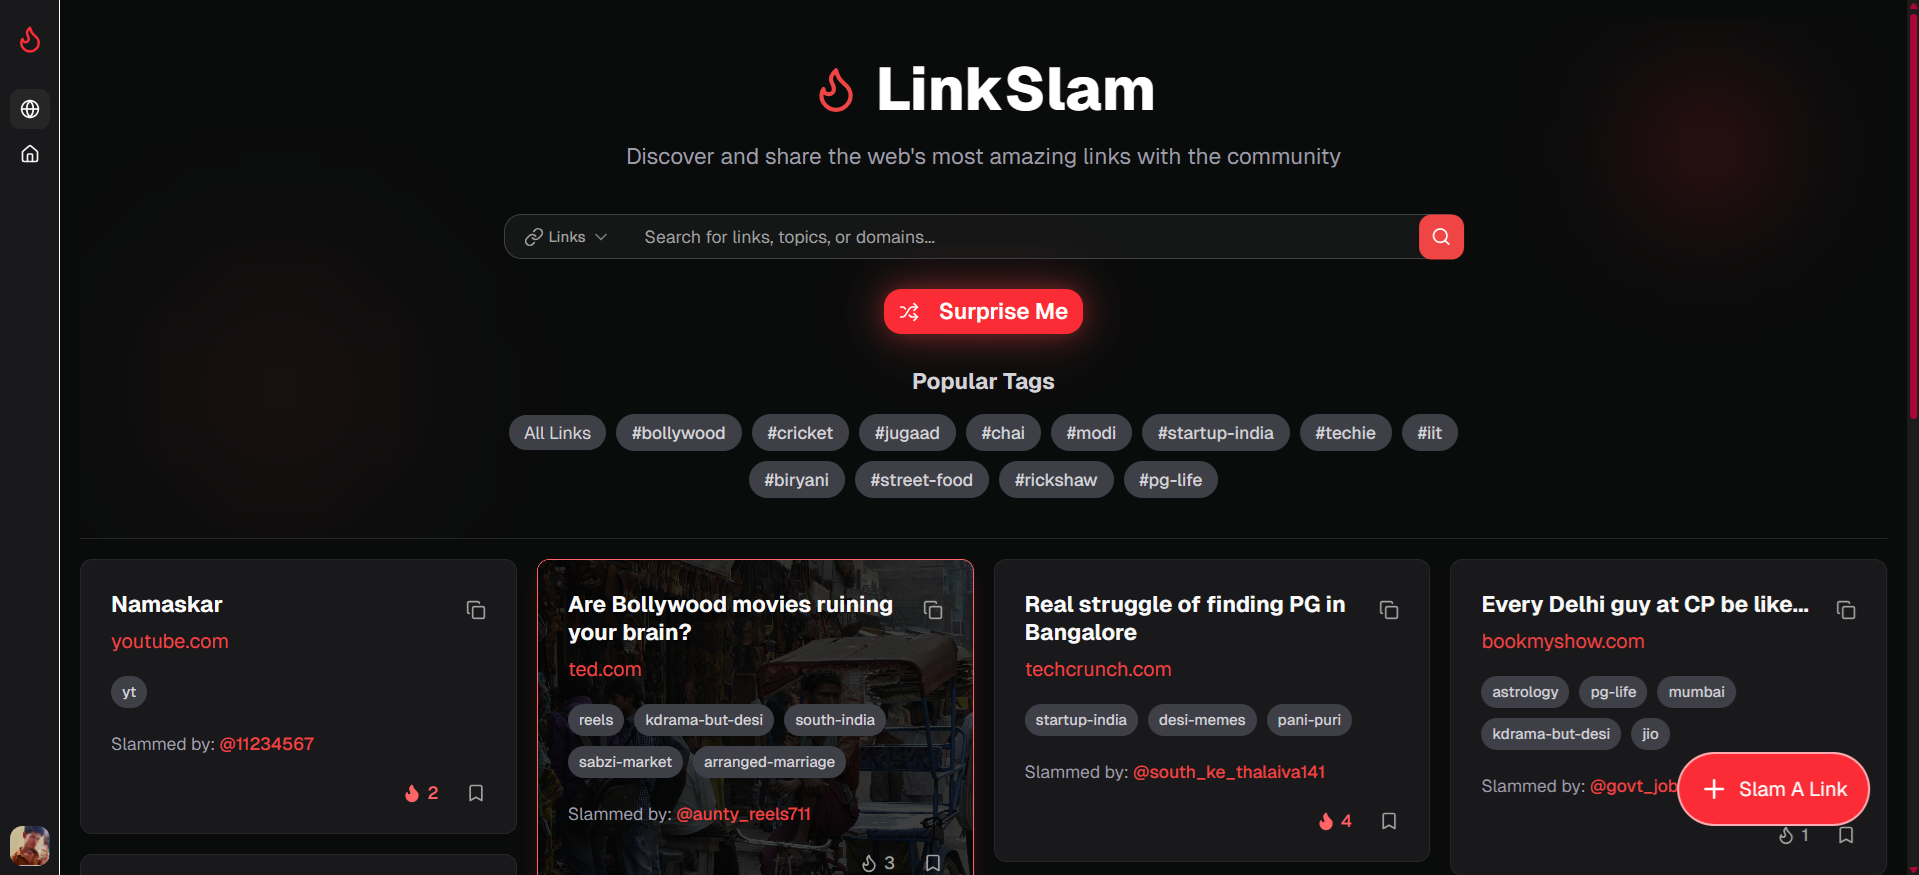 LinkSlam
Discover and share the web's most amazing links with the community
Links
Search for links, topics, or domains...
Surprise Me
Popular Tags
All Links #bollywood #cricket #jugaad #chai #modi #startup-india #techie #iit
#biryani #street-food #rickshaw #pg-life
Namaskar
youtube.com
yt
Slammed by: @11234567
2
Are Bollywood movies ruining
your brain?
ted.com
reels kdrama-but-desi south-india
sabzi-market arranged-marriage
Slammed by: @aunty_reels711
3
Real struggle of finding PG in
Bangalore
techcrunch.com
startup-india desi-memes pani-puri
Slammed by: @south_ke_thalaiva141
4
Every Delhi guy at CP be like...
bookmyshow.com
astrology pg-life mumbai
kdrama-but-desi jio
Slammed by: @govt_job
1
Slam A Link